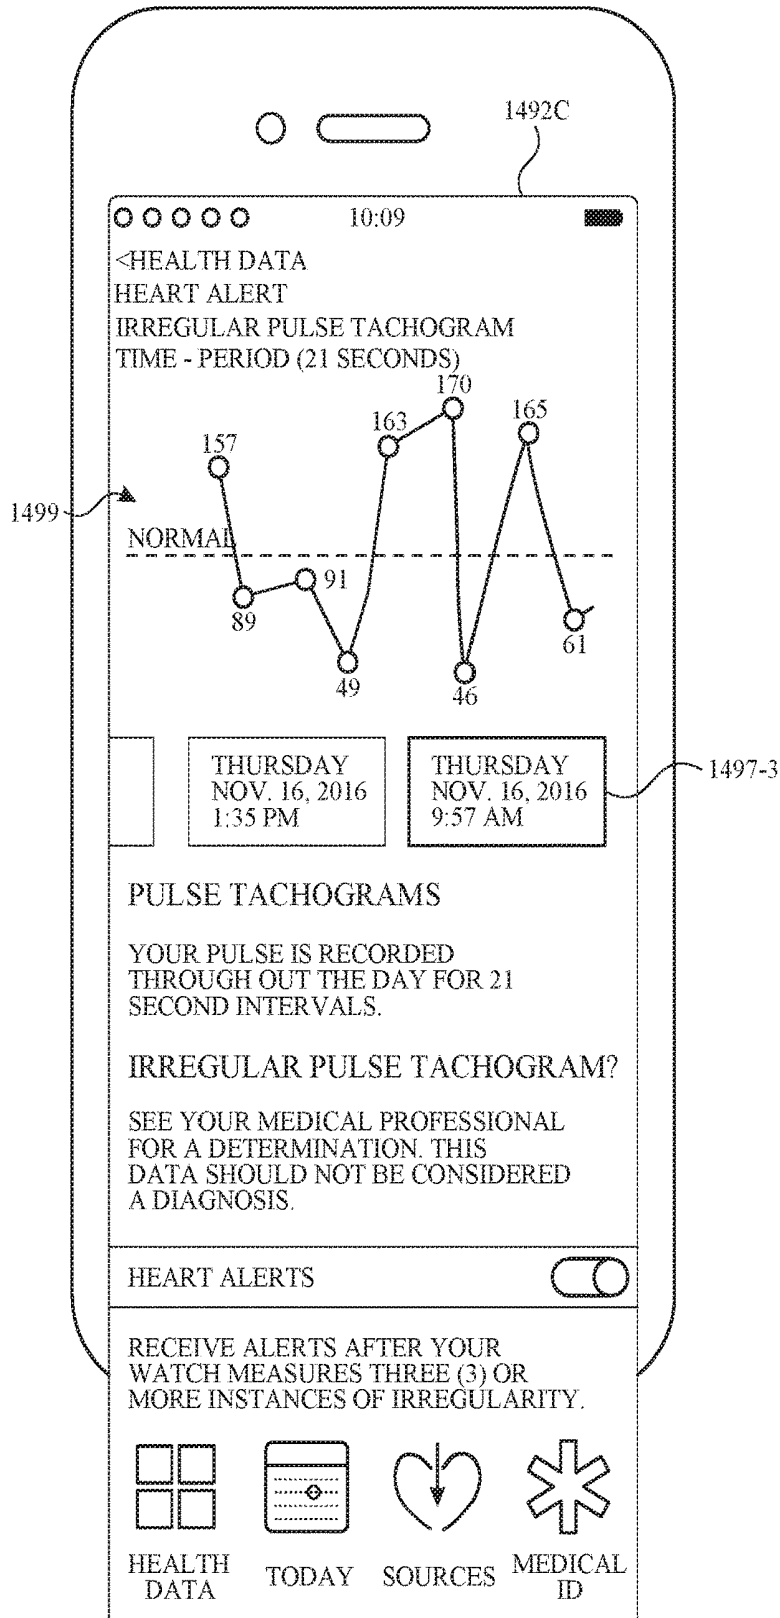 1492C
10:09
<HEALTH DATA
HEART ALERT
IRREGULAR PULSE TACHOGRAM
TIME - PERIOD (21 SECONDS)
170
163
165
157
1499
NORMAL
91
89
61
49
46
THURSDAY
NOV. 16, 2016
1:35 PM
THURSDAY
NOV. 16, 2016
9:57 AM
1497-3
PULSE TACHOGRAMS
YOUR PULSE IS RECORDED
THROUGH OUT THE DAY FOR 21
SECOND INTERVALS.
IRREGULAR PULSE TACHOGRAM?
SEE YOUR MEDICAL PROFESSIONAL
FOR A DETERMINATION. THIS
DATA SHOULD NOT BE CONSIDERED
A DIAGNOSIS.
HEART ALERTS
RECEIVE ALERTS AFTER YOUR
WATCH MEASURES THREE (3) OR
MORE INSTANCES OF IRREGULARITY.
HEALTH
DATA
TODAY
SOURCES
MEDICAL
ID